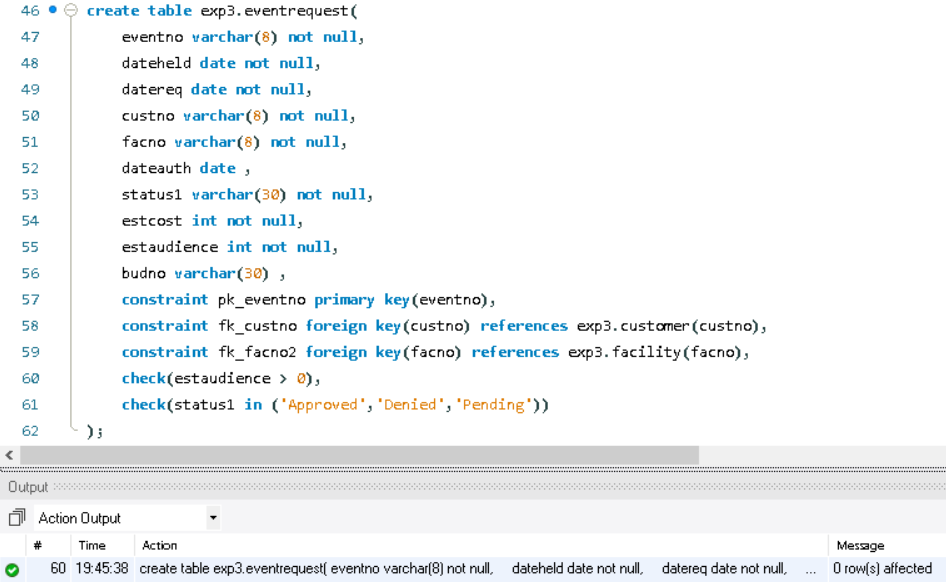 46 create table exp3.eventrequest(
47 eventno varchar(8) not null,
48 dateheld date not null,
49 datereq date not null,
50 custno varchar(8) not null,
51 facno varchar(8) not null,
52 dateauth date ,
53 status1 varchar(30) not null,
54 estcost int not null,
55 estaudience int not null,
56 budno varchar(30) ,
57 constraint pk_eventno primary key(eventno),
58 constraint fk_custno foreign key(custno) references exp3.customer(custno),
59 constraint fk_facno2 foreign key(facno) references exp3.facility(facno),
60 check(estaudience > 0),
61 check(status1 in ('Approved','Denied','Pending'))
62 );
Output
Action Output
# Time Action Message
60 19:45:38 create table exp3.eventrequest( eventno varchar(8) not null, dateheld date not null, datereq date not null, ... 0 row(s) affected